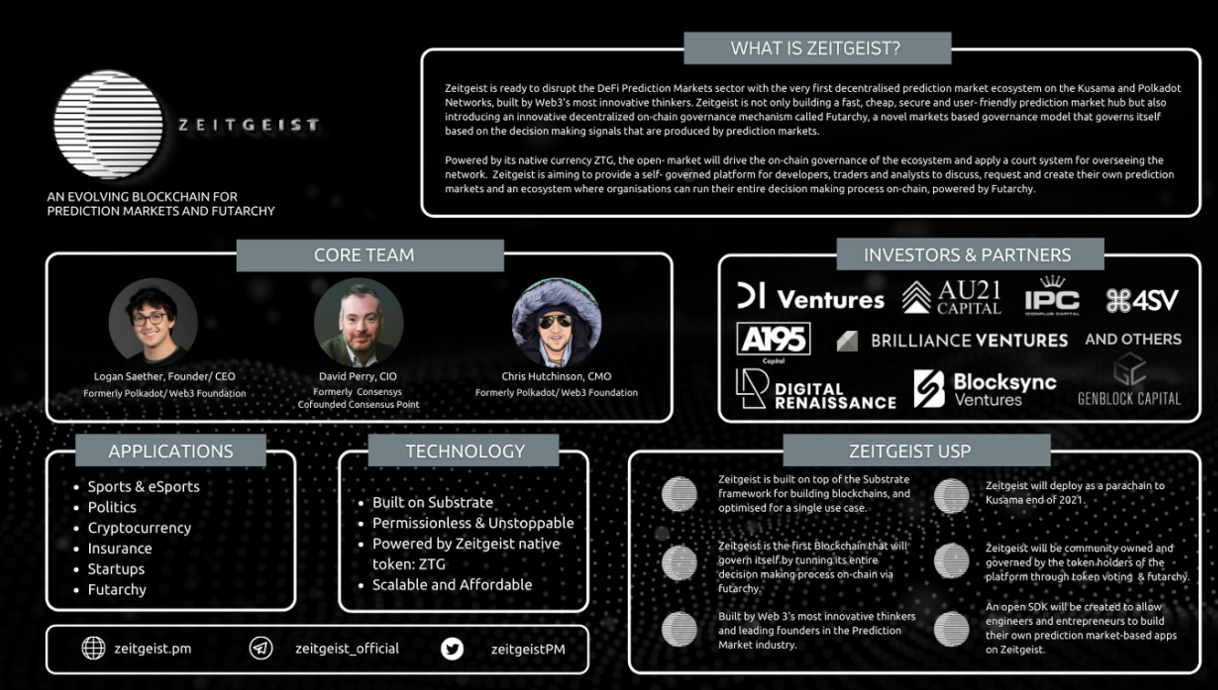 ZEITGEIST
AN EVOLVING BLOCKCHAIN FOR
PREDICTION MARKETS AND FUTARCHY
WHAT IS ZEITGEIST?
Zeitgeist is ready to disrupt the DeFi Prediction Markets sector with the very first decentralised prediction market ecosystem on the Kusama and Polkadot
Networks, built by Web3's most innovative thinkers. Zeitgeist is not only building a fast, cheap, secure and user- friendly prediction market hub but also
introducing an innovative decentralized on-chain governance mechanism called Futarchy, a novel markets based governance model that governs itself
based on the decision making signals that are produced by prediction markets.
Powered by its native currency ZTG, the open- market will drive the on-chain governance of the ecosystem and apply a court system for overseeing the
network. Zeitgeist is aiming to provide a self- governed platform for developers, traders and analysts to discuss, request and create their own prediction
markets and an ecosystem where organisations can run their entire decision making process on-chain, powered by Futarchy.
CORE TEAM
Logan Saether, Founder/ CEO
Formerly Polkadot/ Web3 Foundation
David Perry, CIO
Formerly Consensys
Cofounded Consensus Point
Chris Hutchinson, CMO
Formerly Polkadot/ Web3 Foundation
INVESTORS & PARTNERS
DI Ventures
AU21
CAPITAL
IPC
ICONPLUS CAPITAL
4SV
A195
Capital
BRILLIANCE VENTURES
AND OTHERS
DIGITAL
RENAISSANCE
Blocksync
Ventures
GENBLOCK CAPITAL
APPLICATIONS
• Sports & eSports
• Politics
• Cryptocurrency
• Insurance
• Startups
• Futarchy
TECHNOLOGY
• Built on Substrate
• Permissionless & Unstoppable
• Powered by Zeitgeist native
token: ZTG
• Scalable and Affordable
ZEITGEIST USP
Zeitgeist is built on top of the Substrate
framework for building blockchains, and
optimised for a single use case.
Zeitgeist is the first Blockchain that will
govern itself by running its entire
decision making process on-chain via
futarchy.
Built by Web 3's most innovative thinkers
and leading founders in the Prediction
Market industry.
Zeitgeist will deploy as a parachain to
Kusama end of 2021.
Zeitgeist will be community owned and
governed by the token holders of the
platform through token voting & futarchy.
An open SDK will be created to allow
engineers and entrepreneurs to build
their own prediction market-based apps
on Zeitgeist.
zeitgeist.pm
zeitgeist_official
zeitgeistPM